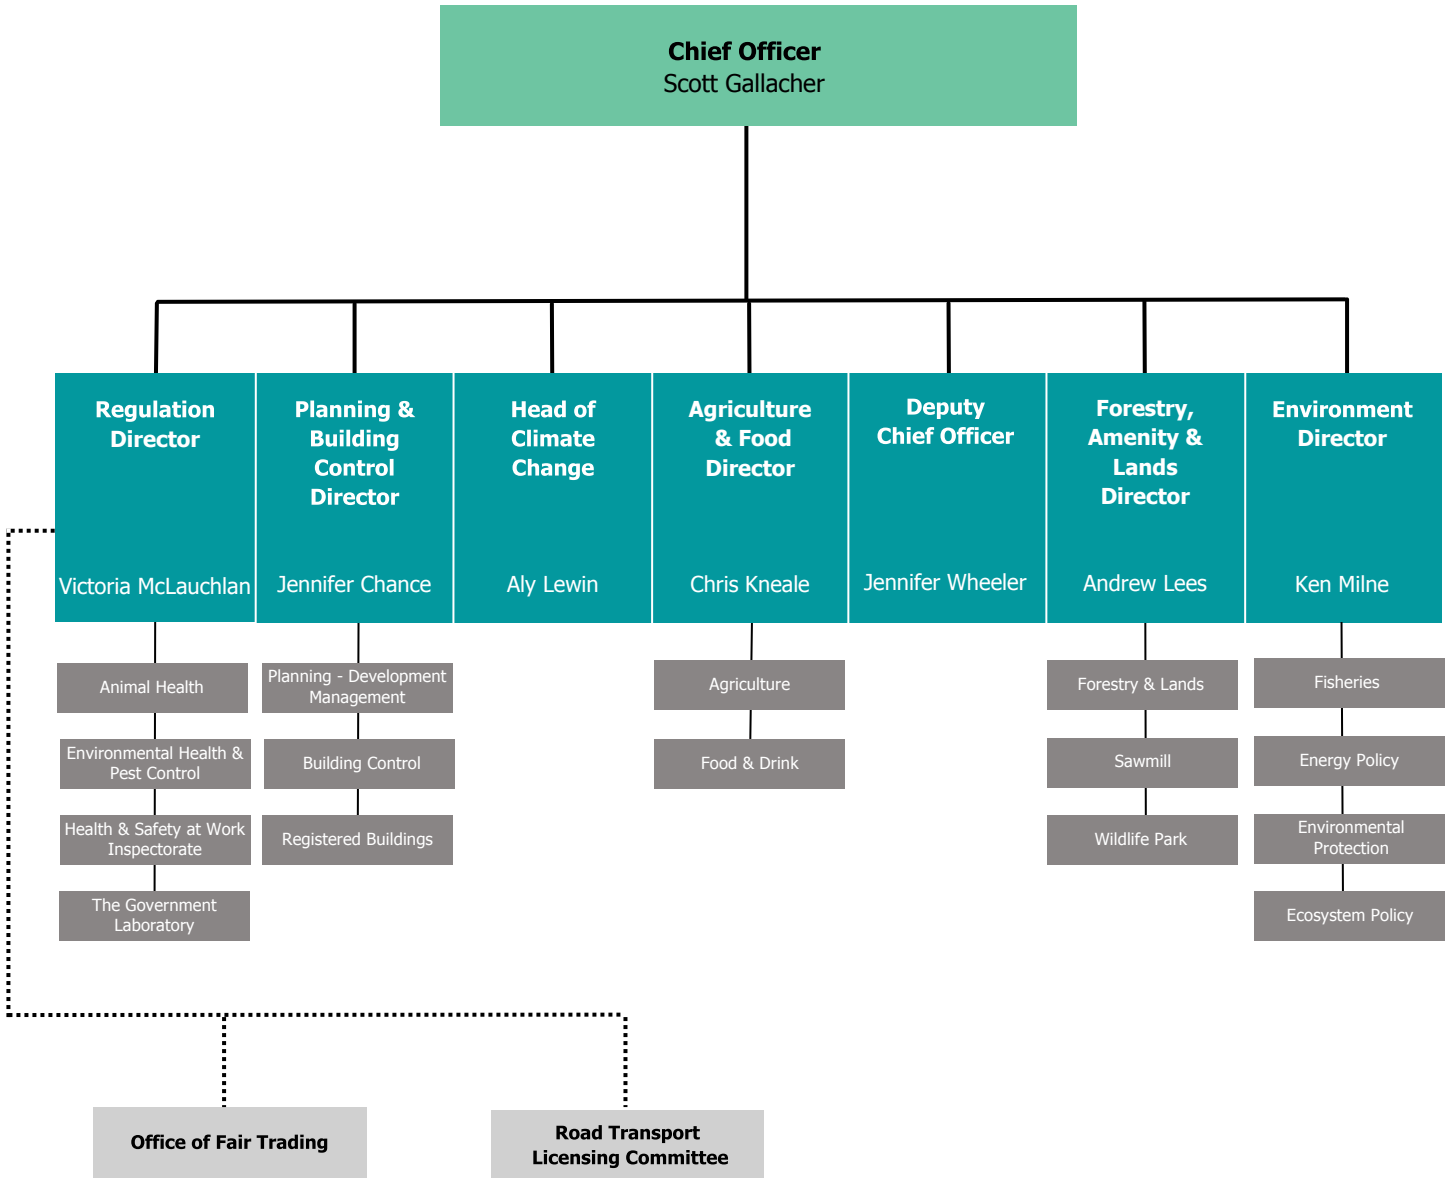 Chief Officer
Scott Gallacher
Regulation
Director
Victoria McLauchlan
Planning &
Building
Control
Director
Jennifer Chance
Head of
Climate
Change
Aly Lewin
Agriculture
& Food
Director
Chris Kneale
Deputy
Chief Officer
Jennifer Wheeler
Forestry,
Amenity &
Lands
Director
Andrew Lees
Environment
Director
Ken Milne
Animal Health
Environmental Health &
Pest Control
Health & Safety at Work
Inspectorate
The Government
Laboratory
Planning - Development
Management
Building Control
Registered Buildings
Agriculture
Food & Drink
Forestry & Lands
Sawmill
Wildlife Park
Fisheries
Energy Policy
Environmental
Protection
Ecosystem Policy
Office of Fair Trading
Road Transport
Licensing Committee